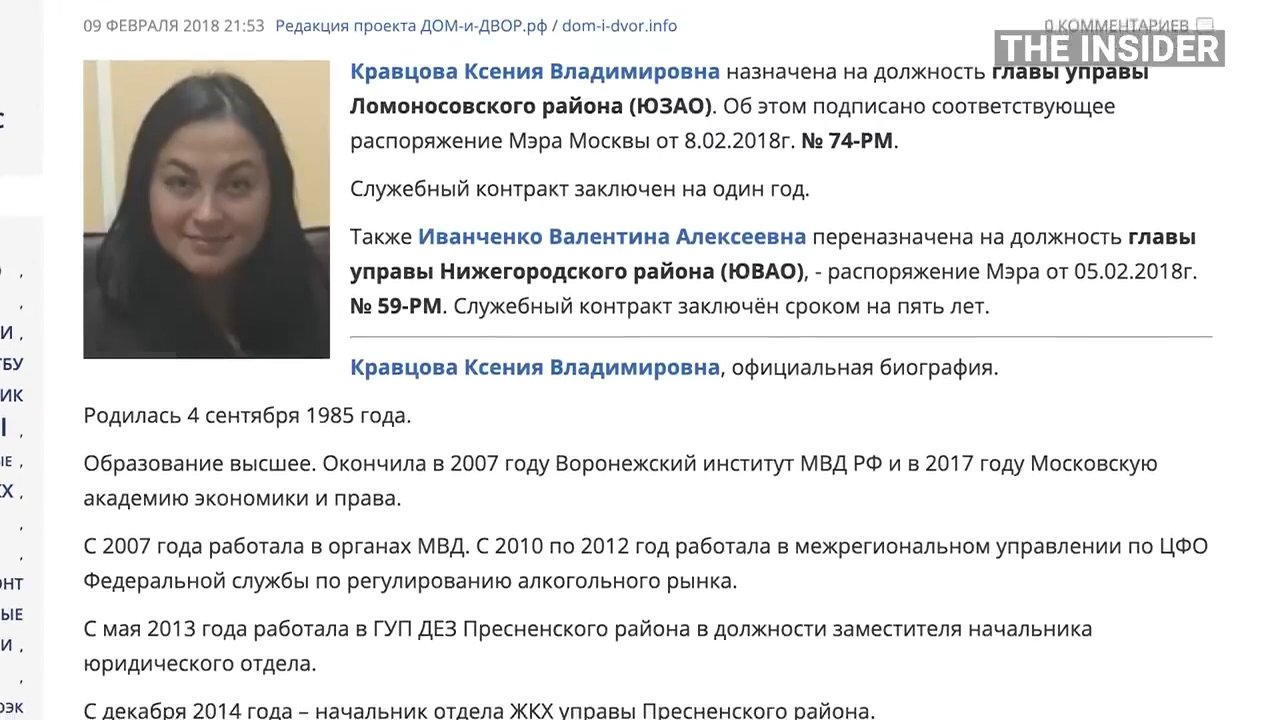 09 ФЕВРАЛЯ 2018 21:53 Редакция проекта ДОМ-и-ДВОР.рф / dom-i-dvor.info
0 КОММЕНТАРИЕВ
THE INSIDER
Кравцова Ксения Владимировна назначена на должность главы управы
Ломоносовского района (ЮЗАО). Об этом подписано соответствующее
распоряжение Мэра Москвы от 8.02.2018г. № 74-РМ.
Служебный контракт заключен на один год.
Также Иванченко Валентина Алексеевна переназначена на должность главы
управы Нижегородского района (ЮВАО), - распоряжение Мэра от 05.02.2018г.
№ 59-РМ. Служебный контракт заключён сроком на пять лет.
Кравцова Ксения Владимировна, официальная биография.
Родилась 4 сентября 1985 года.
Образование высшее. Окончила в 2007 году Воронежский институт МВД РФ и в 2017 году Московскую
академию экономики и права.
С 2007 года работала в органах МВД. С 2010 по 2012 год работала в межрегиональном управлении по ЦФО
Федеральной службы по регулированию алкогольного рынка.
С мая 2013 года работала в ГУП ДЕЗ Пресненского района в должности заместителя начальника
юридического отдела.
С декабря 2014 года – начальник отдела ЖКХ управы Пресненского района.